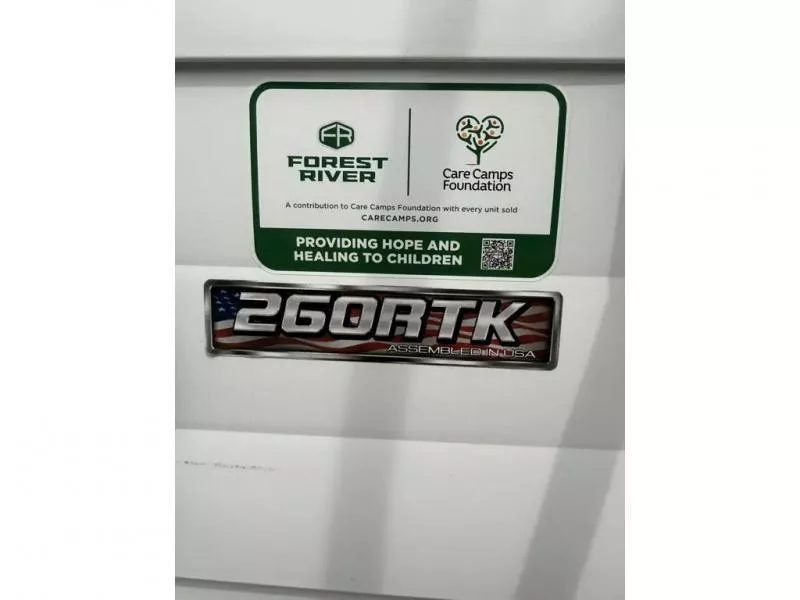 FR
FOREST
RIVER
Care Camps
Foundation
A contribution to Care Camps Foundation with every unit sold
CARECAMPS.ORG
PROVIDING HOPE AND
HEALING TO CHILDREN
260RTK
ASSEMBLED IN USA